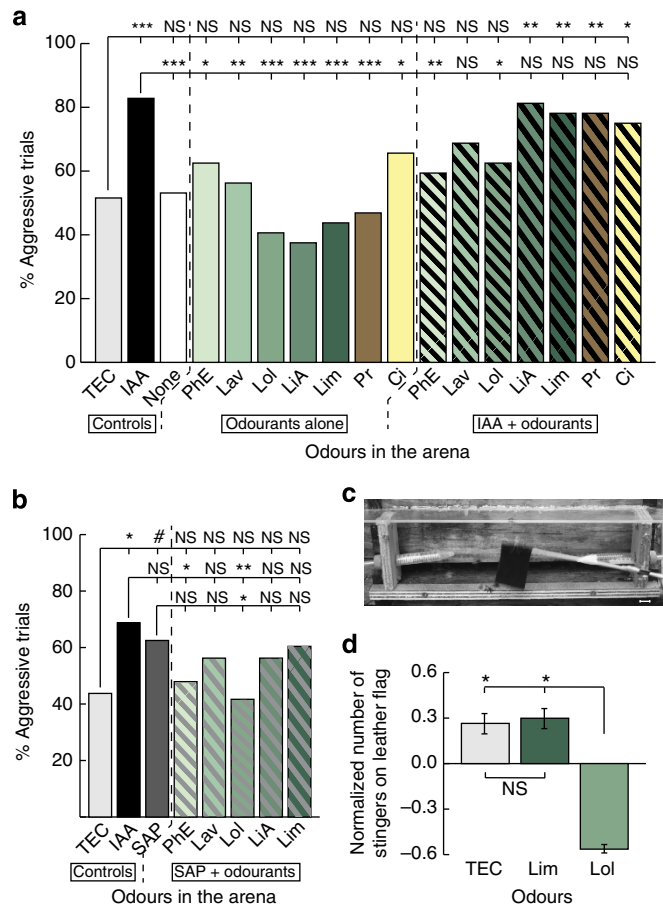 a
*** NS NS NS NS NS NS NS NS NS NS NS ** ** ** *
*** * ** *** *** *** *** * ** NS * NS NS NS NS
% Aggressive trials
100
80
60
40
20
0
TEC IAA None PhE Lav Lol LiA Lim Pr Ci PhE Lav Lol LiA Lim Pr Ci
Controls Odourants alone IAA + odourants
Odours in the arena
b
* # NS NS NS NS NS
NS * NS ** NS NS
NS NS * NS NS
% Aggressive trials
100
80
60
40
20
TEC IAA SAP PhE Lav Lol LiA Lim
Controls SAP + odourants
Odours in the arena
c
d
Normalized number of
stingers on leather flag
0.6
0.3
0.0
–0.3
–0.6
* *
NS
TEC Lim Lol
Odours